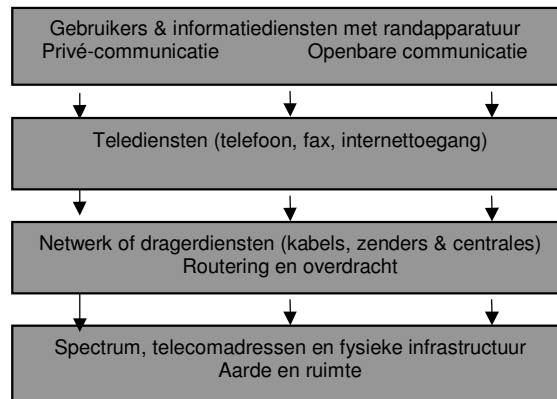 Gebruikers & informatiediensten met randapparatuur
Privé-communicatie Openbare communicatie
Telediensten (telefoon, fax, internettoegang)
Netwerk of dragerdiensten (kabels, zenders & centrales)
Routering en overdracht
Spectrum, telecomadressen en fysieke infrastructuur
Aarde en ruimte